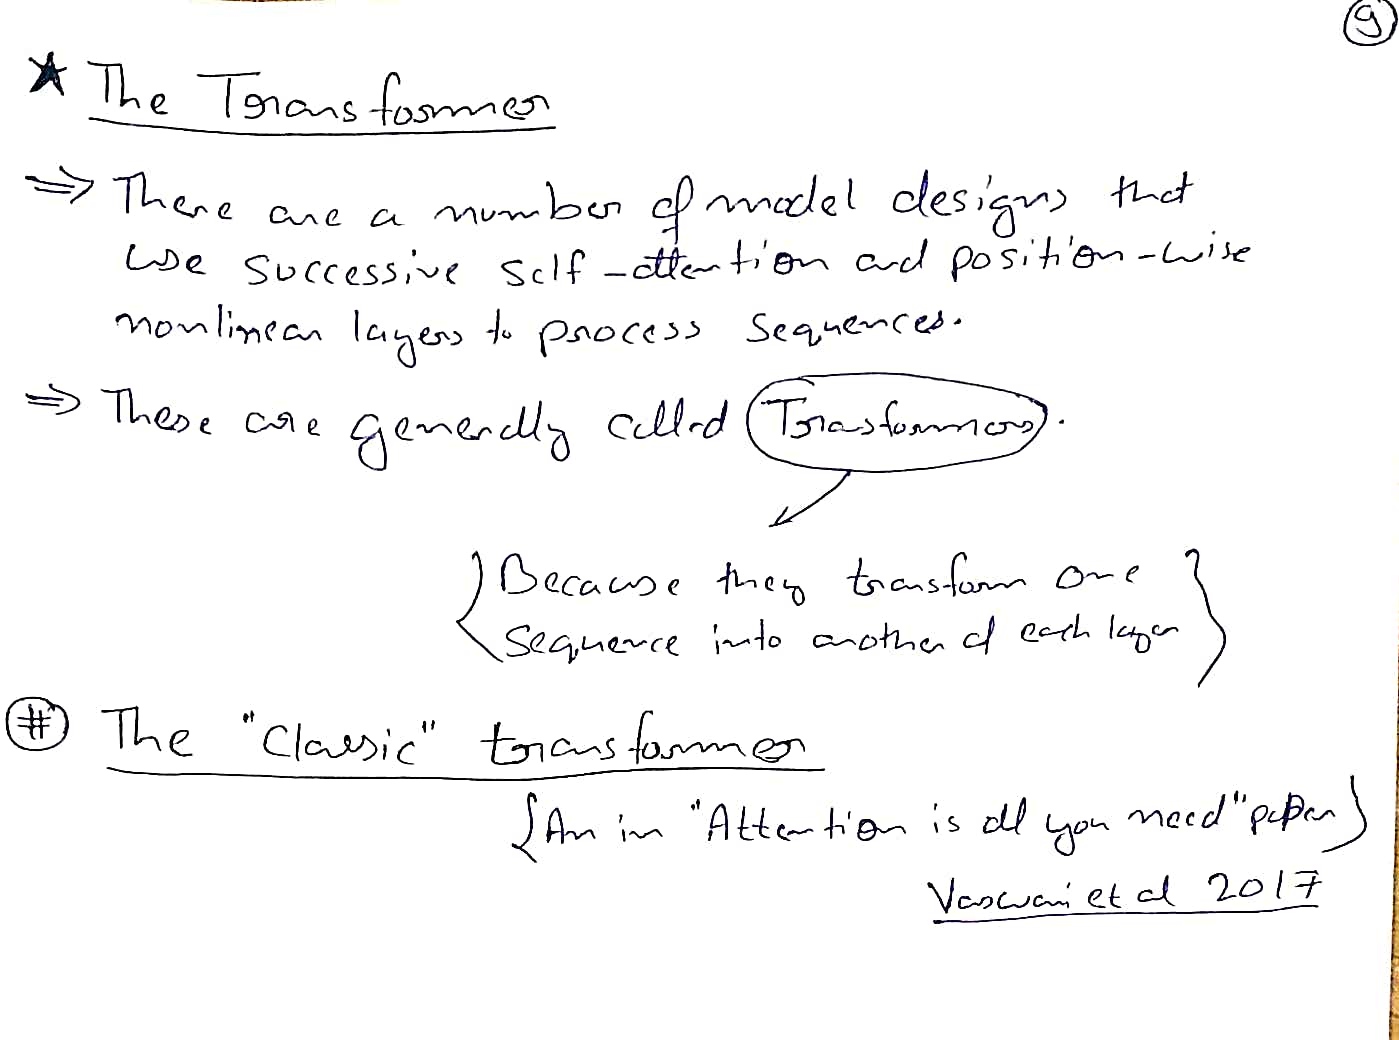 9
★ The Transformer
⇒ There are a number of model designs that
use successive self-attention and position-wise
nonlinear layers to process sequences.
⇒ These are generally called Trasformers.
{Because they transform one
sequence into another at each layer}
# The "Classic" transformer
{As in "Attention is all you need" paper}
Vaswani et al 2017